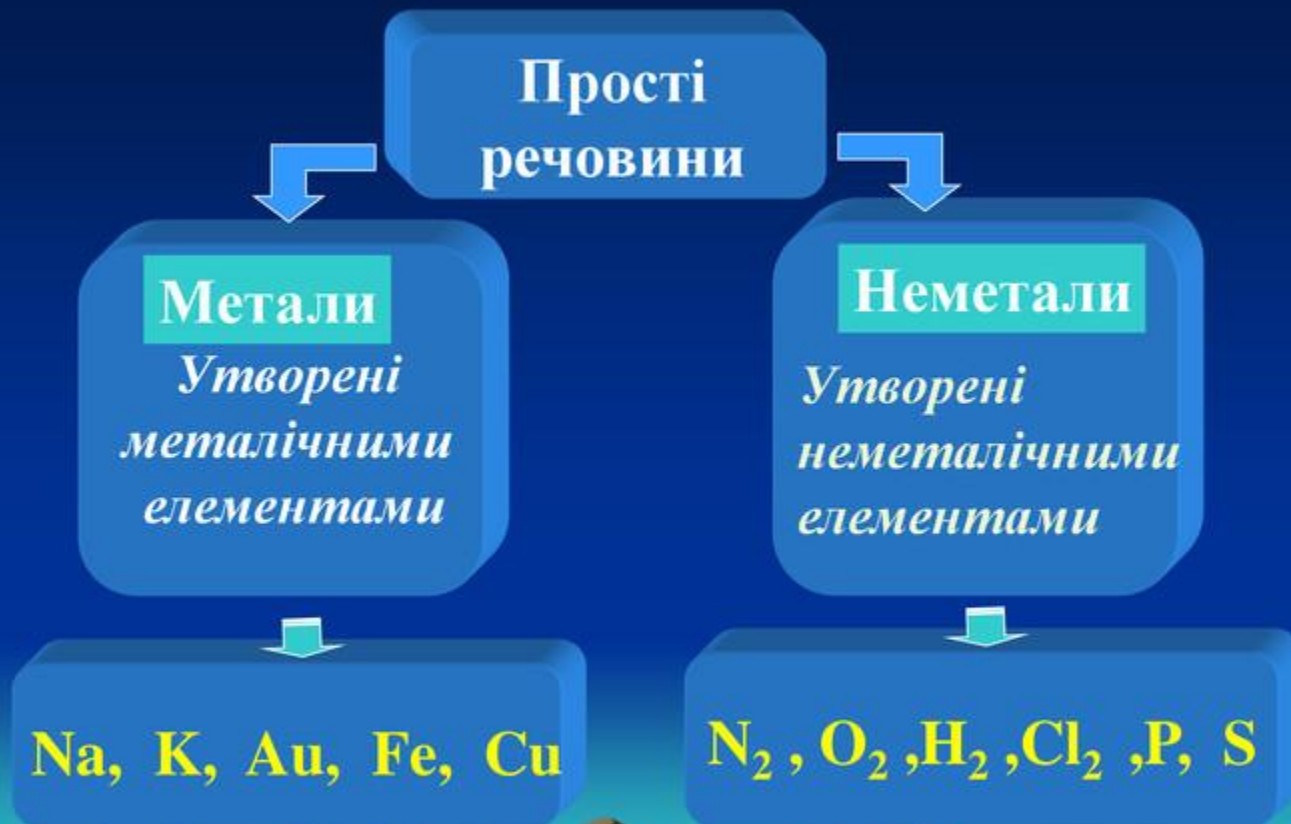 Прості
речовини
Метали
Утворені
металічними
елементами
Неметали
Утворені
неметалічними
елементами
Na, K, Au, Fe, Cu
N₂ , O₂ ,H₂ ,Cl₂ ,P, S